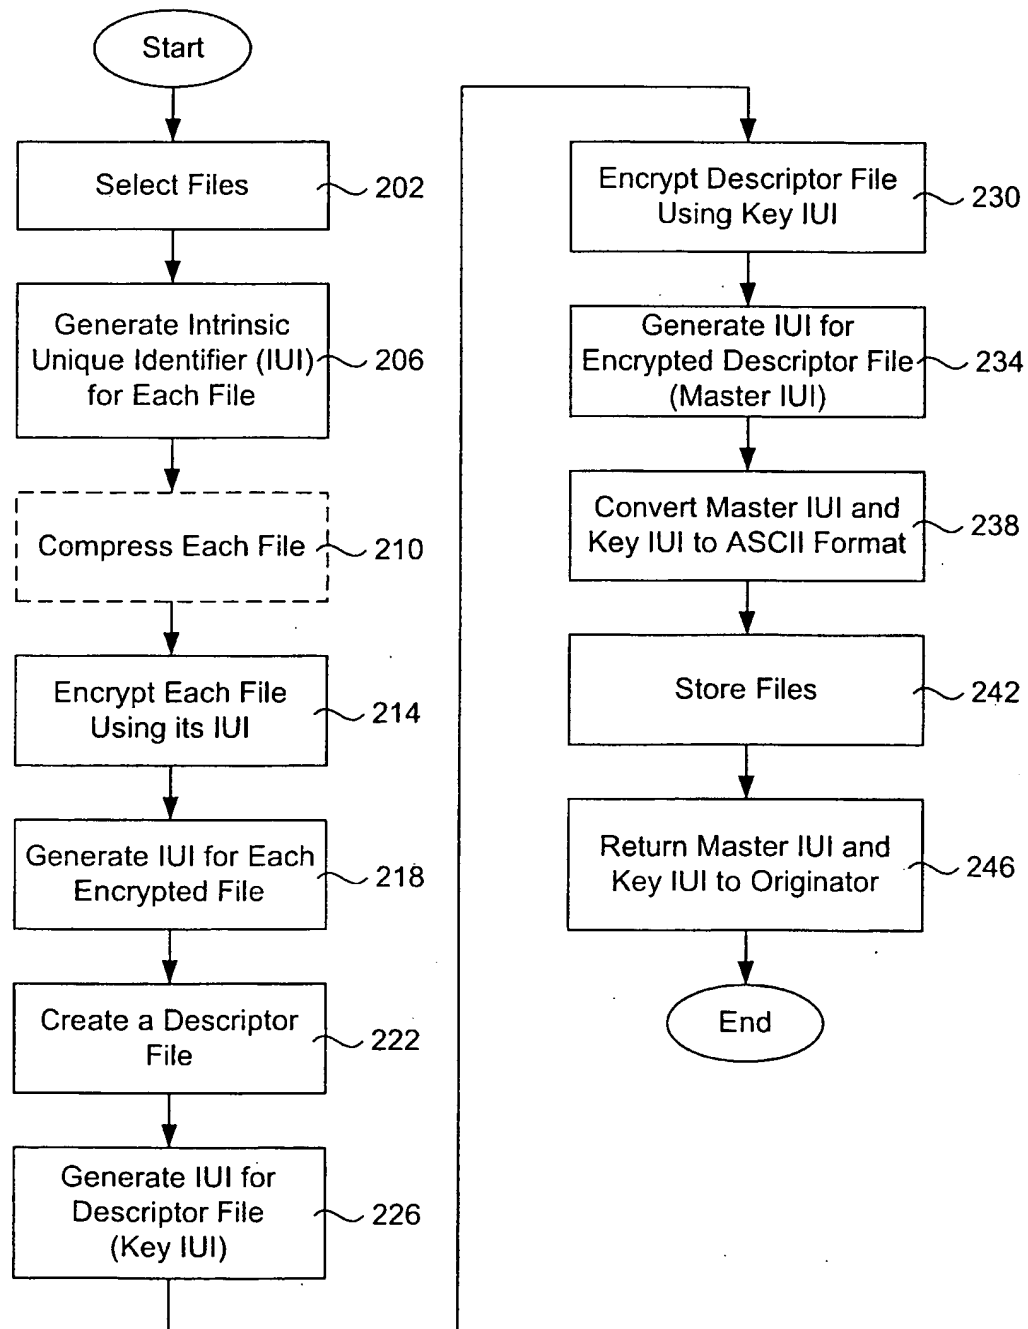 Start
Select Files
202
Generate Intrinsic
Unique Identifier (IUI)
for Each File
206
Compress Each File
210
Encrypt Each File
Using its IUI
214
Generate IUI for Each
Encrypted File
218
Create a Descriptor
File
222
Generate IUI for
Descriptor File
(Key IUI)
226
Encrypt Descriptor File
Using Key IUI
230
Generate IUI for
Encrypted Descriptor File
(Master IUI)
234
Convert Master IUI and
Key IUI to ASCII Format
238
Store Files
242
Return Master IUI and
Key IUI to Originator
246
End